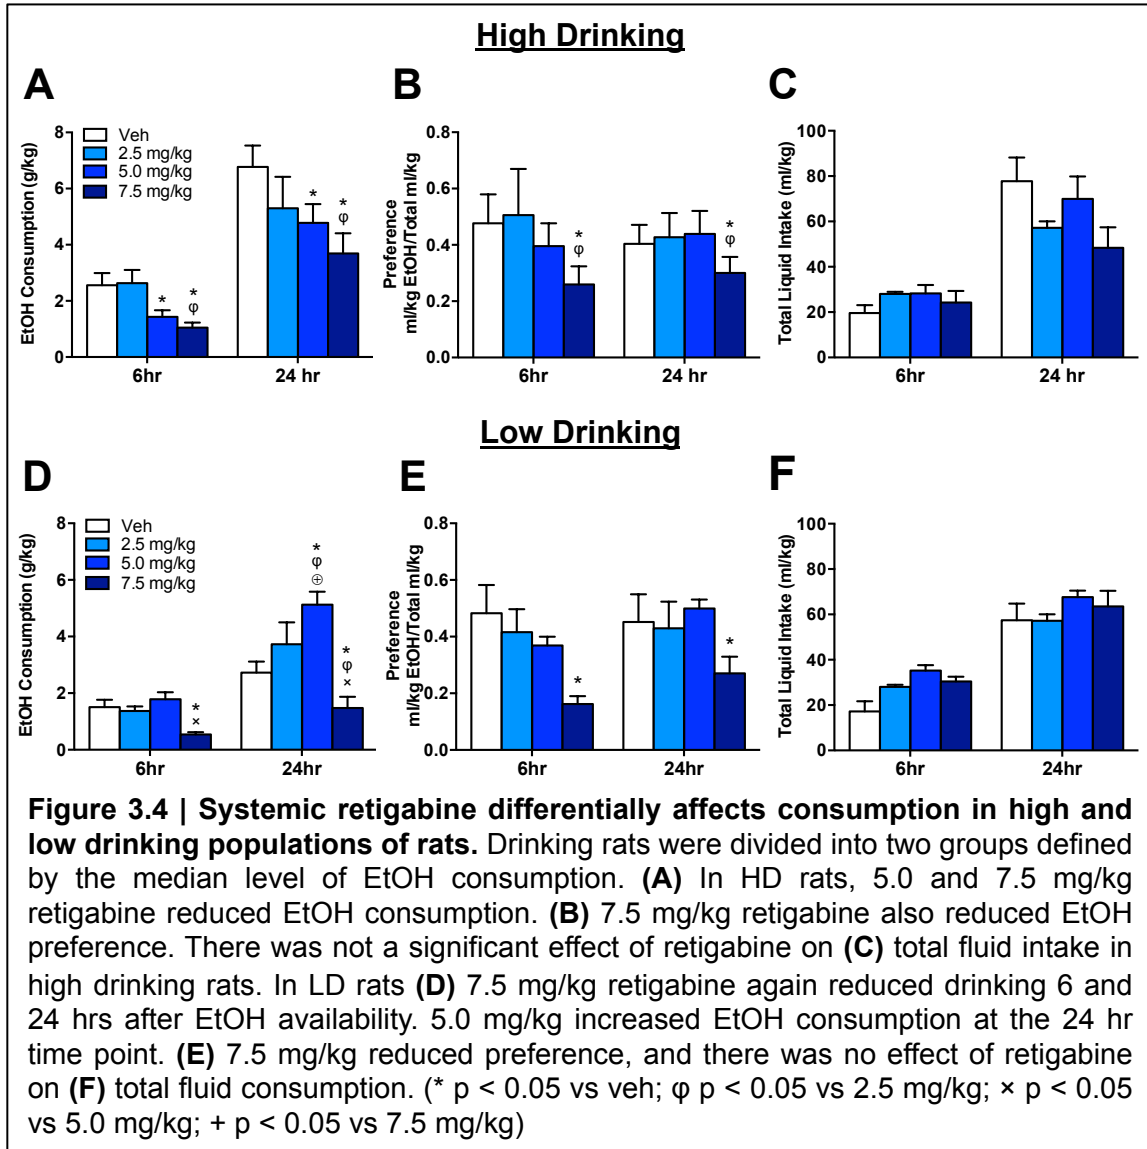 High Drinking
A
EtOH Consumption (g/kg)
8
6
4
2
0
Veh
2.5 mg/kg
5.0 mg/kg
7.5 mg/kg
*
*
φ
*
*
φ
6hr
24 hr
B
Preference
ml/kg EtOH/Total ml/kg
0.8
0.6
0.4
0.2
0.0
*
φ
*
φ
6hr
24 hr
C
Total Liquid Intake (ml/kg)
100
80
60
40
20
0
6hr
24 hr
Low Drinking
D
EtOH Consumption (g/kg)
8
6
4
2
0
Veh
2.5 mg/kg
5.0 mg/kg
7.5 mg/kg
*
×
*
φ
⊕
*
φ
×
6hr
24hr
E
Preference
ml/kg EtOH/Total ml/kg
0.8
0.6
0.4
0.2
0.0
*
*
6hr
24hr
F
Total Liquid Intake (ml/kg)
100
80
60
40
20
0
6hr
24hr
Figure 3.4 | Systemic retigabine differentially affects consumption in high and
low drinking populations of rats. Drinking rats were divided into two groups defined
by the median level of EtOH consumption. (A) In HD rats, 5.0 and 7.5 mg/kg
retigabine reduced EtOH consumption. (B) 7.5 mg/kg retigabine also reduced EtOH
preference. There was not a significant effect of retigabine on (C) total fluid intake in
high drinking rats. In LD rats (D) 7.5 mg/kg retigabine again reduced drinking 6 and
24 hrs after EtOH availability. 5.0 mg/kg increased EtOH consumption at the 24 hr
time point. (E) 7.5 mg/kg reduced preference, and there was no effect of retigabine
on (F) total fluid consumption. (* p < 0.05 vs veh; φ p < 0.05 vs 2.5 mg/kg; × p < 0.05
vs 5.0 mg/kg; + p < 0.05 vs 7.5 mg/kg)